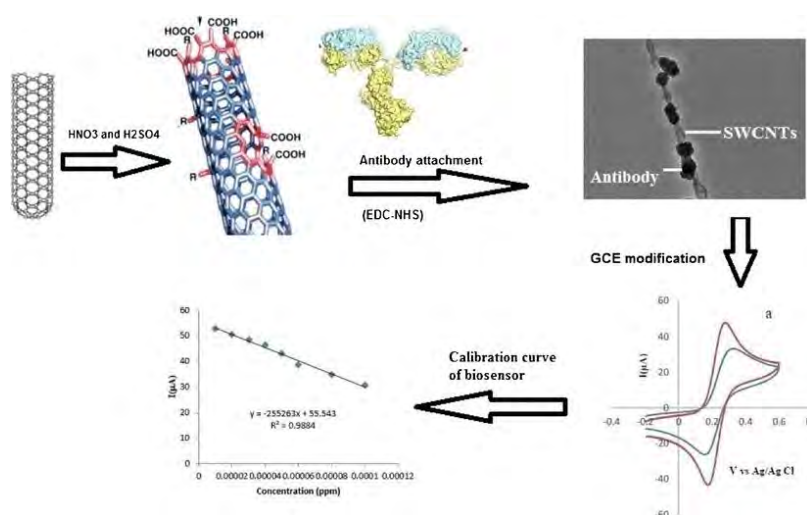 HNO3 and H2SO4
COOH
HOOC
COOH
R
R
HOOC
COOH
R
COOH
R
COOH
R
Antibody attachment
(EDC-NHS)
SWCNTs
Antibody
GCE modification
60
50
40
30
20
10
0
I(µA)
y = -255263x + 55.543
R² = 0.9884
0 0.00002 0.00004 0.00006 0.00008 0.0001 0.00012
Concentration (ppm)
Calibration curve
of biosensor
a
60
40
20
0
-20
-40
-60
I(µA)
-0.4 -0.2 0 0.2 0.4 0.6
V vs Ag/Ag Cl